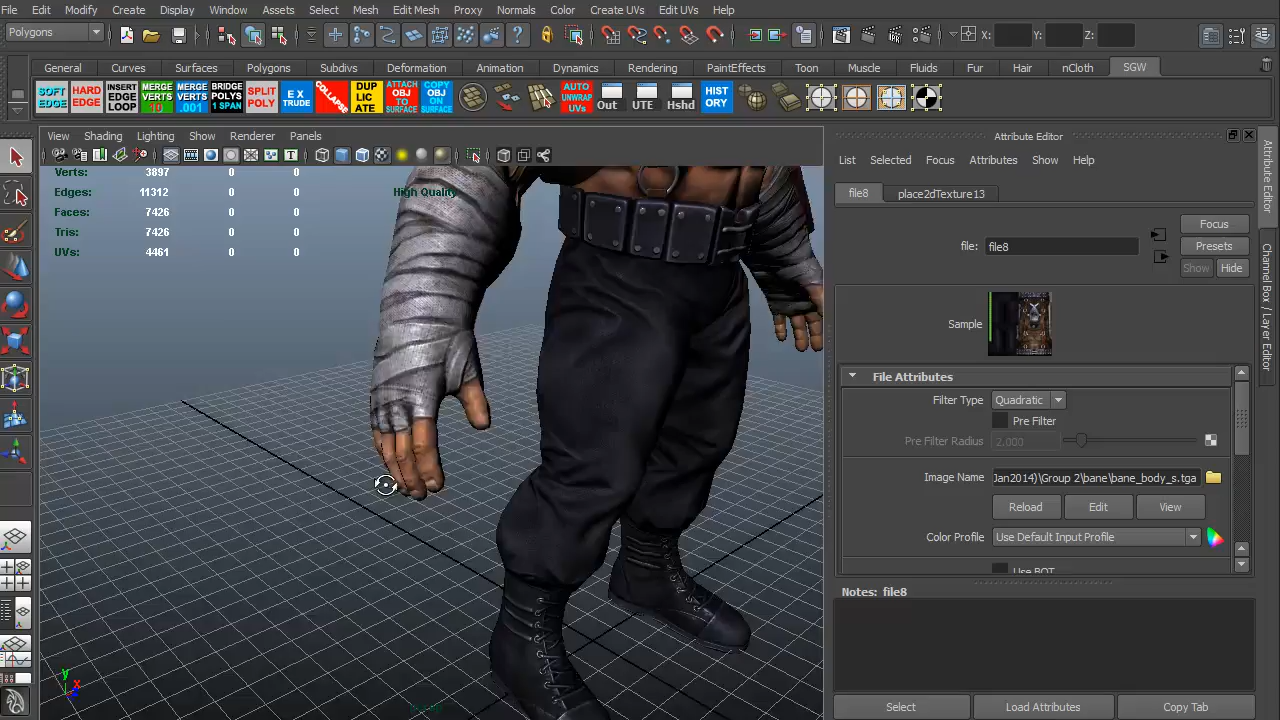 File Edit Modify Create Display Window Assets Select Mesh Edit Mesh Proxy Normals Color Create UVs Edit UVs Help
Polygons X: Y: Z:
General Curves Surfaces Polygons Subdivs Deformation Animation Dynamics Rendering PaintEffects Toon Muscle Fluids Fur Hair nCloth SGW
SOFT EDGE HARD EDGE INSERT EDGE LOOP MERGE VERTS 10 MERGE VERTS .001 BRIDGE POLYS 1 SPAN SPLIT POLY EX TRUDE COLLAPSE DUP LIC ATE ATTACH OBJ TO SURFACE COPY OBJ ON SURFACE AUTO UNWRAP UVs Out UTE Hshd HIST ORY
View Shading Lighting Show Renderer Panels
Verts: 3897 0 0
Edges: 11312 0 0
Faces: 7426 0 0
Tris: 7426 0 0
UVs: 4461 0 0
High Quality
persp
Attribute Editor
List Selected Focus Attributes Show Help
file8 place2dTexture13
file: file8
Focus
Presets
Show Hide
Sample
File Attributes
Filter Type Quadratic
Pre Filter
Pre Filter Radius 2.000
Image Name Jan2014)\Group 2\bane\bane_body_s.tga
Reload Edit View
Color Profile Use Default Input Profile
Use BOT
Notes: file8
Select Load Attributes Copy Tab
Attribute Editor
Channel Box / Layer Editor
y
x
z